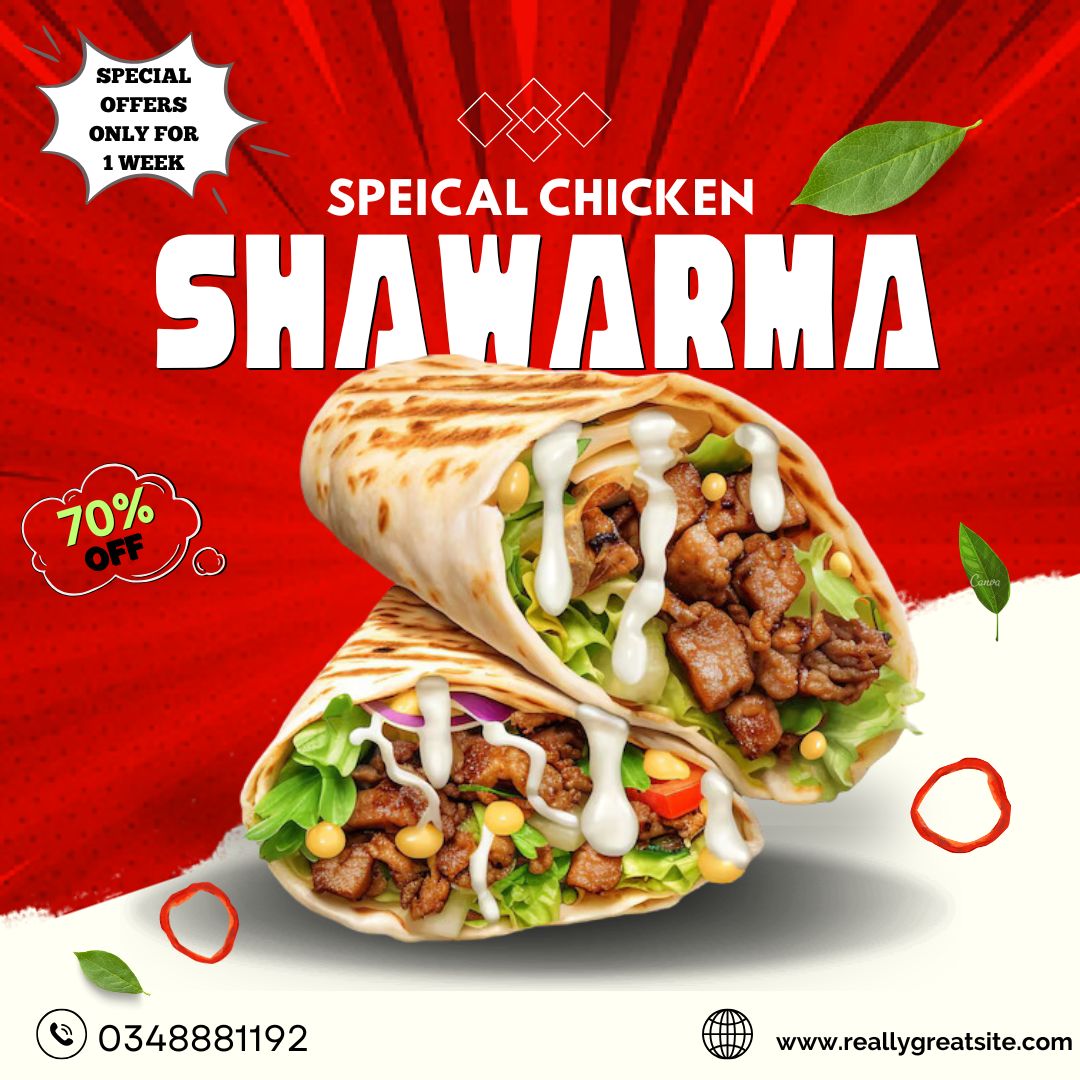 SPECIAL
OFFERS
ONLY FOR
1 WEEK
SPEICAL CHICKEN
SHAWARMA
70%
OFF
Canva
0348881192
www.reallygreatsite.com